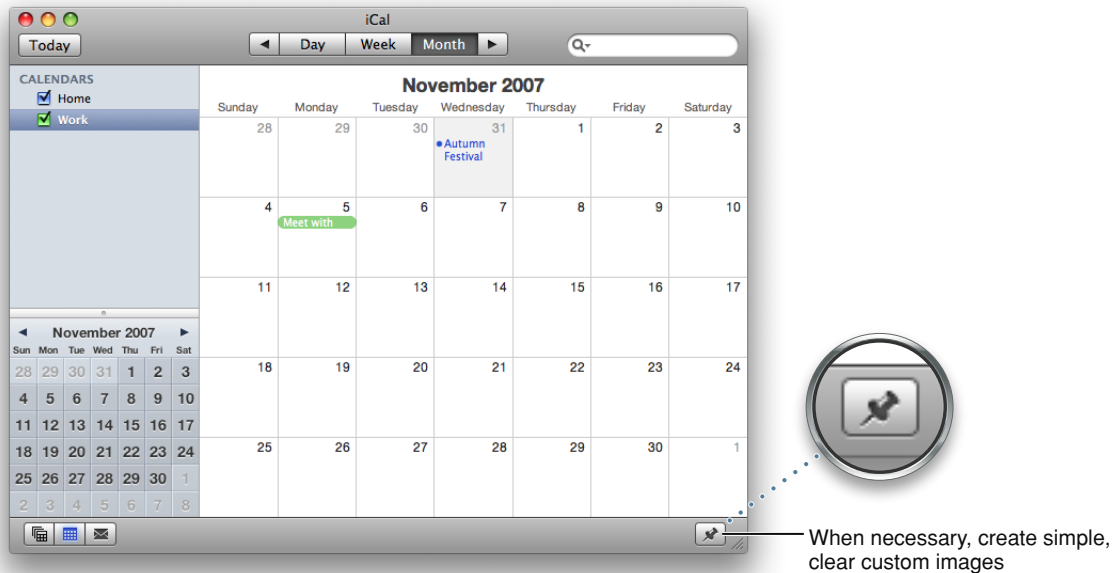 iCal
Today
Day Week Month
CALENDARS
Home
Work
November 2007
Sunday Monday Tuesday Wednesday Thursday Friday Saturday
28 29 30 31 1 2 3
Autumn
Festival
4 5 6 7 8 9 10
Meet with
11 12 13 14 15 16 17
18 19 20 21 22 23 24
25 26 27 28 29 30 1
November 2007
Sun Mon Tue Wed Thu Fri Sat
28 29 30 31 1 2 3
4 5 6 7 8 9 10
11 12 13 14 15 16 17
18 19 20 21 22 23 24
25 26 27 28 29 30 1
2 3 4 5 6 7 8
When necessary, create simple,
clear custom images